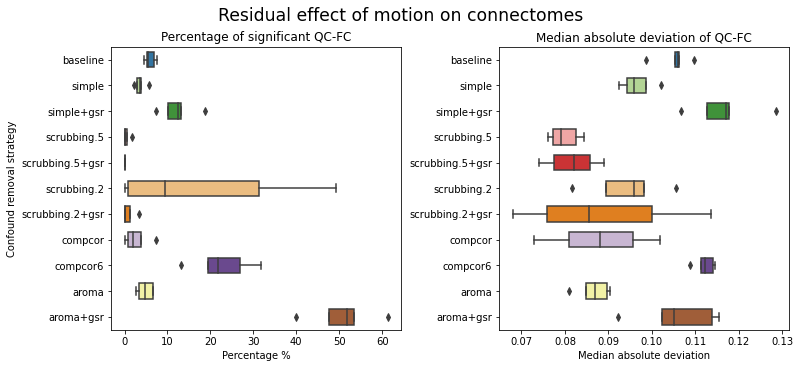 Residual effect of motion on connectomes
Percentage of significant QC-FC
Confound removal strategy
baseline
simple
simple+gsr
scrubbing.5
scrubbing.5+gsr
scrubbing.2
scrubbing.2+gsr
compcor
compcor6
aroma
aroma+gsr
0 10 20 30 40 50 60
Percentage %
Median absolute deviation of QC-FC
baseline
simple
simple+gsr
scrubbing.5
scrubbing.5+gsr
scrubbing.2
scrubbing.2+gsr
compcor
compcor6
aroma
aroma+gsr
0.07 0.08 0.09 0.10 0.11 0.12 0.13
Median absolute deviation